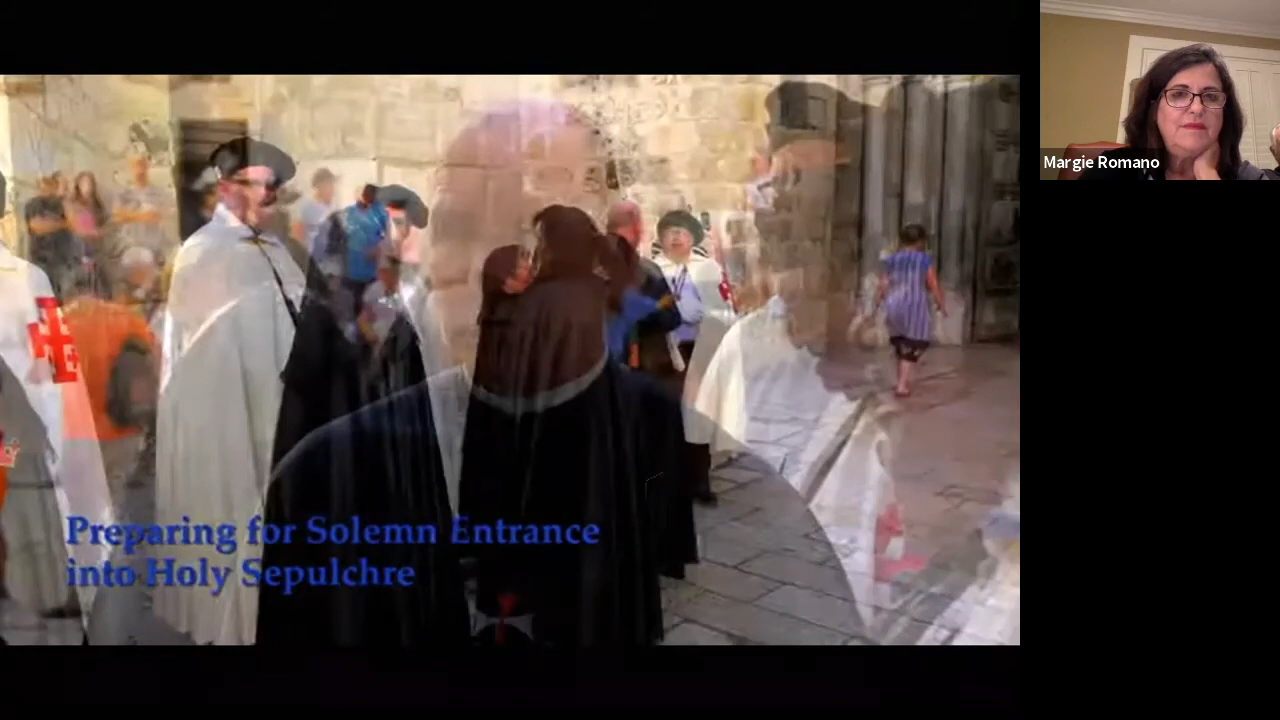 Margie Romano
Preparing for Solemn Entrance
into Holy Sepulchre